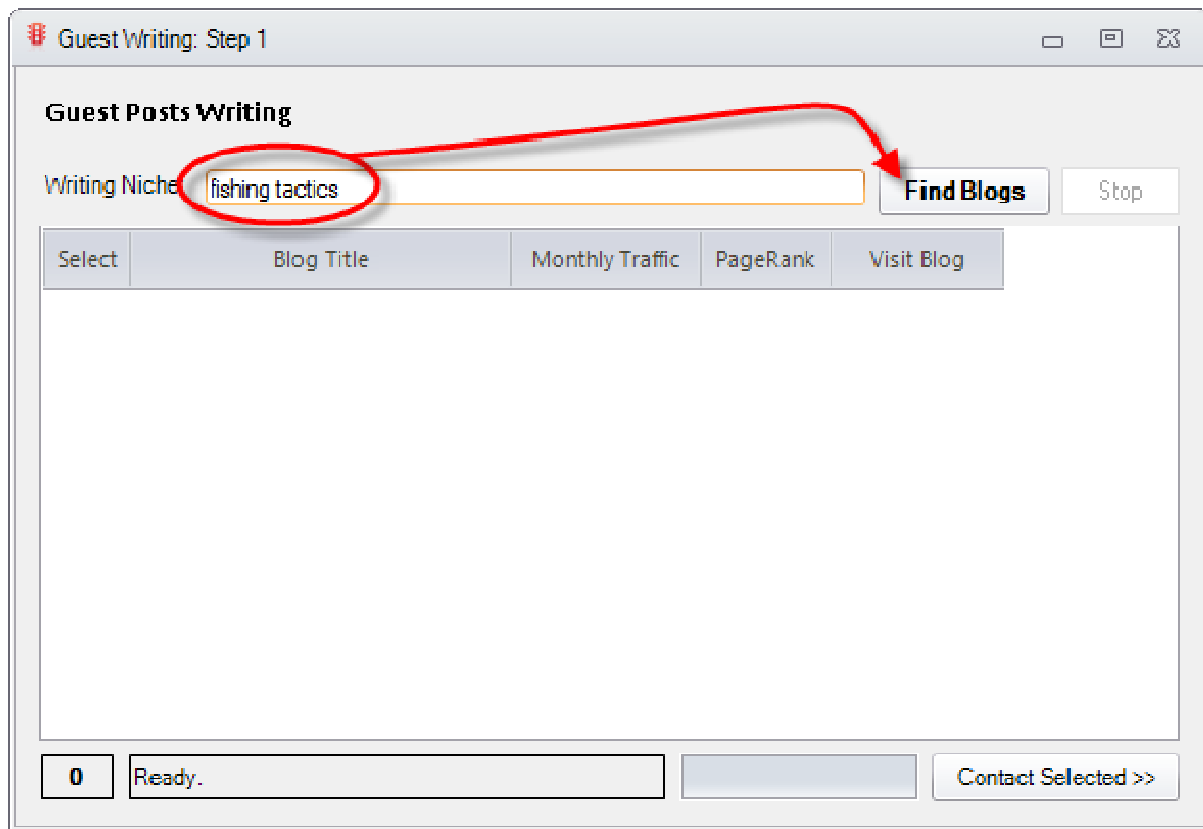 Guest Writing: Step 1
Guest Posts Writing
Writing Niche fishing tactics Find Blogs Stop
Select Blog Title Monthly Traffic PageRank Visit Blog
0 Ready. Contact Selected >>